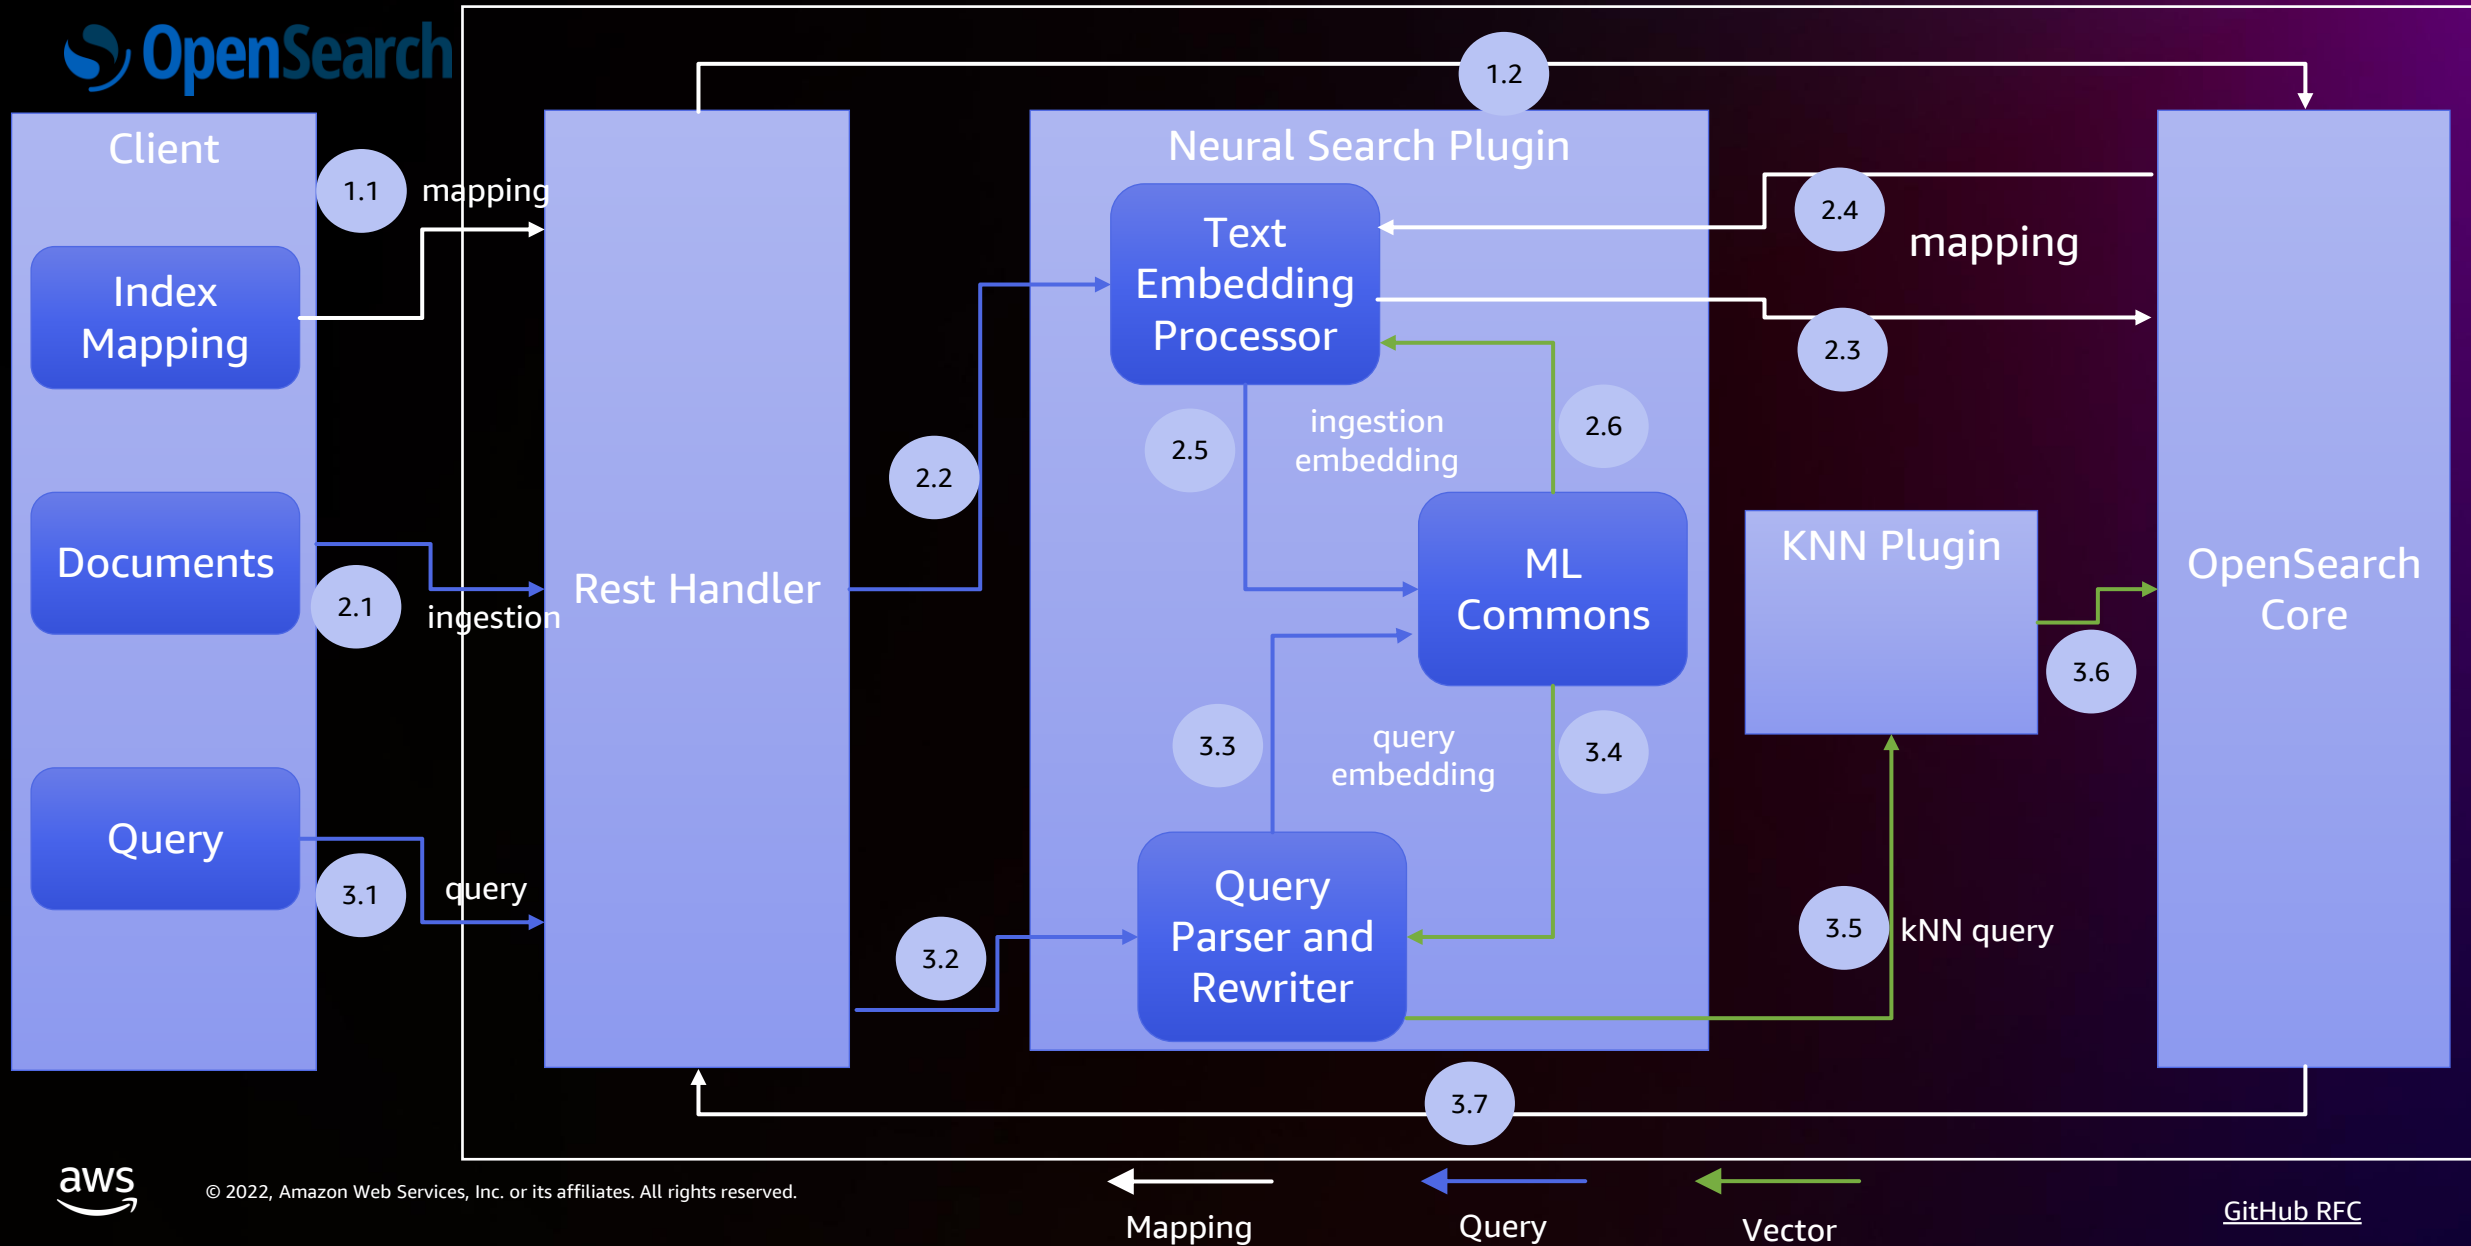 OpenSearch
1.2
Client
Neural Search Plugin
1.1
mapping
2.4
mapping
Text
Embedding
Processor
Index
Mapping
2.3
ingestion
embedding
2.5
2.6
2.2
Documents
2.1
ingestion
Rest Handler
ML
Commons
KNN Plugin
OpenSearch
Core
3.6
3.3
query
embedding
3.4
Query
3.1
query
3.2
Query
Parser and
Rewriter
3.5
kNN query
3.7
aws
© 2022, Amazon Web Services, Inc. or its affiliates. All rights reserved.
Mapping
Query
Vector
GitHub RFC